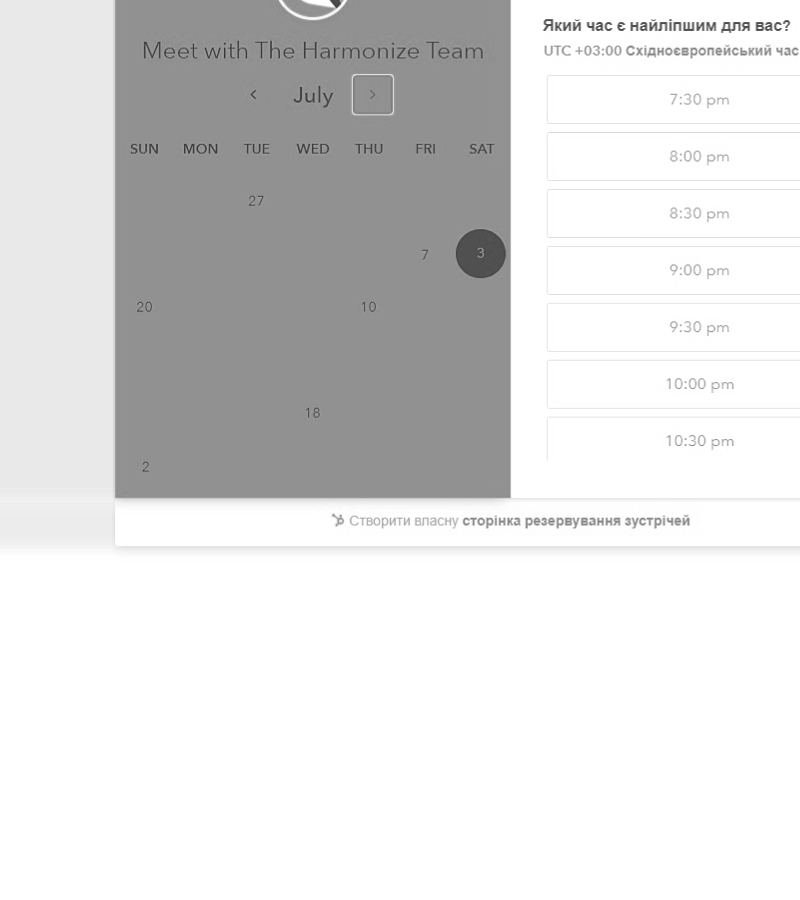 Meet with The Harmonize Team
July
SUN MON TUE WED THU FRI SAT
27
7 3
20 10
18
2
Який час є найліпшим для вас?
UTC +03:00 Східноєвропейський час
7:30 pm
8:00 pm
8:30 pm
9:00 pm
9:30 pm
10:00 pm
10:30 pm
Створити власну сторінка резервування зустрічей